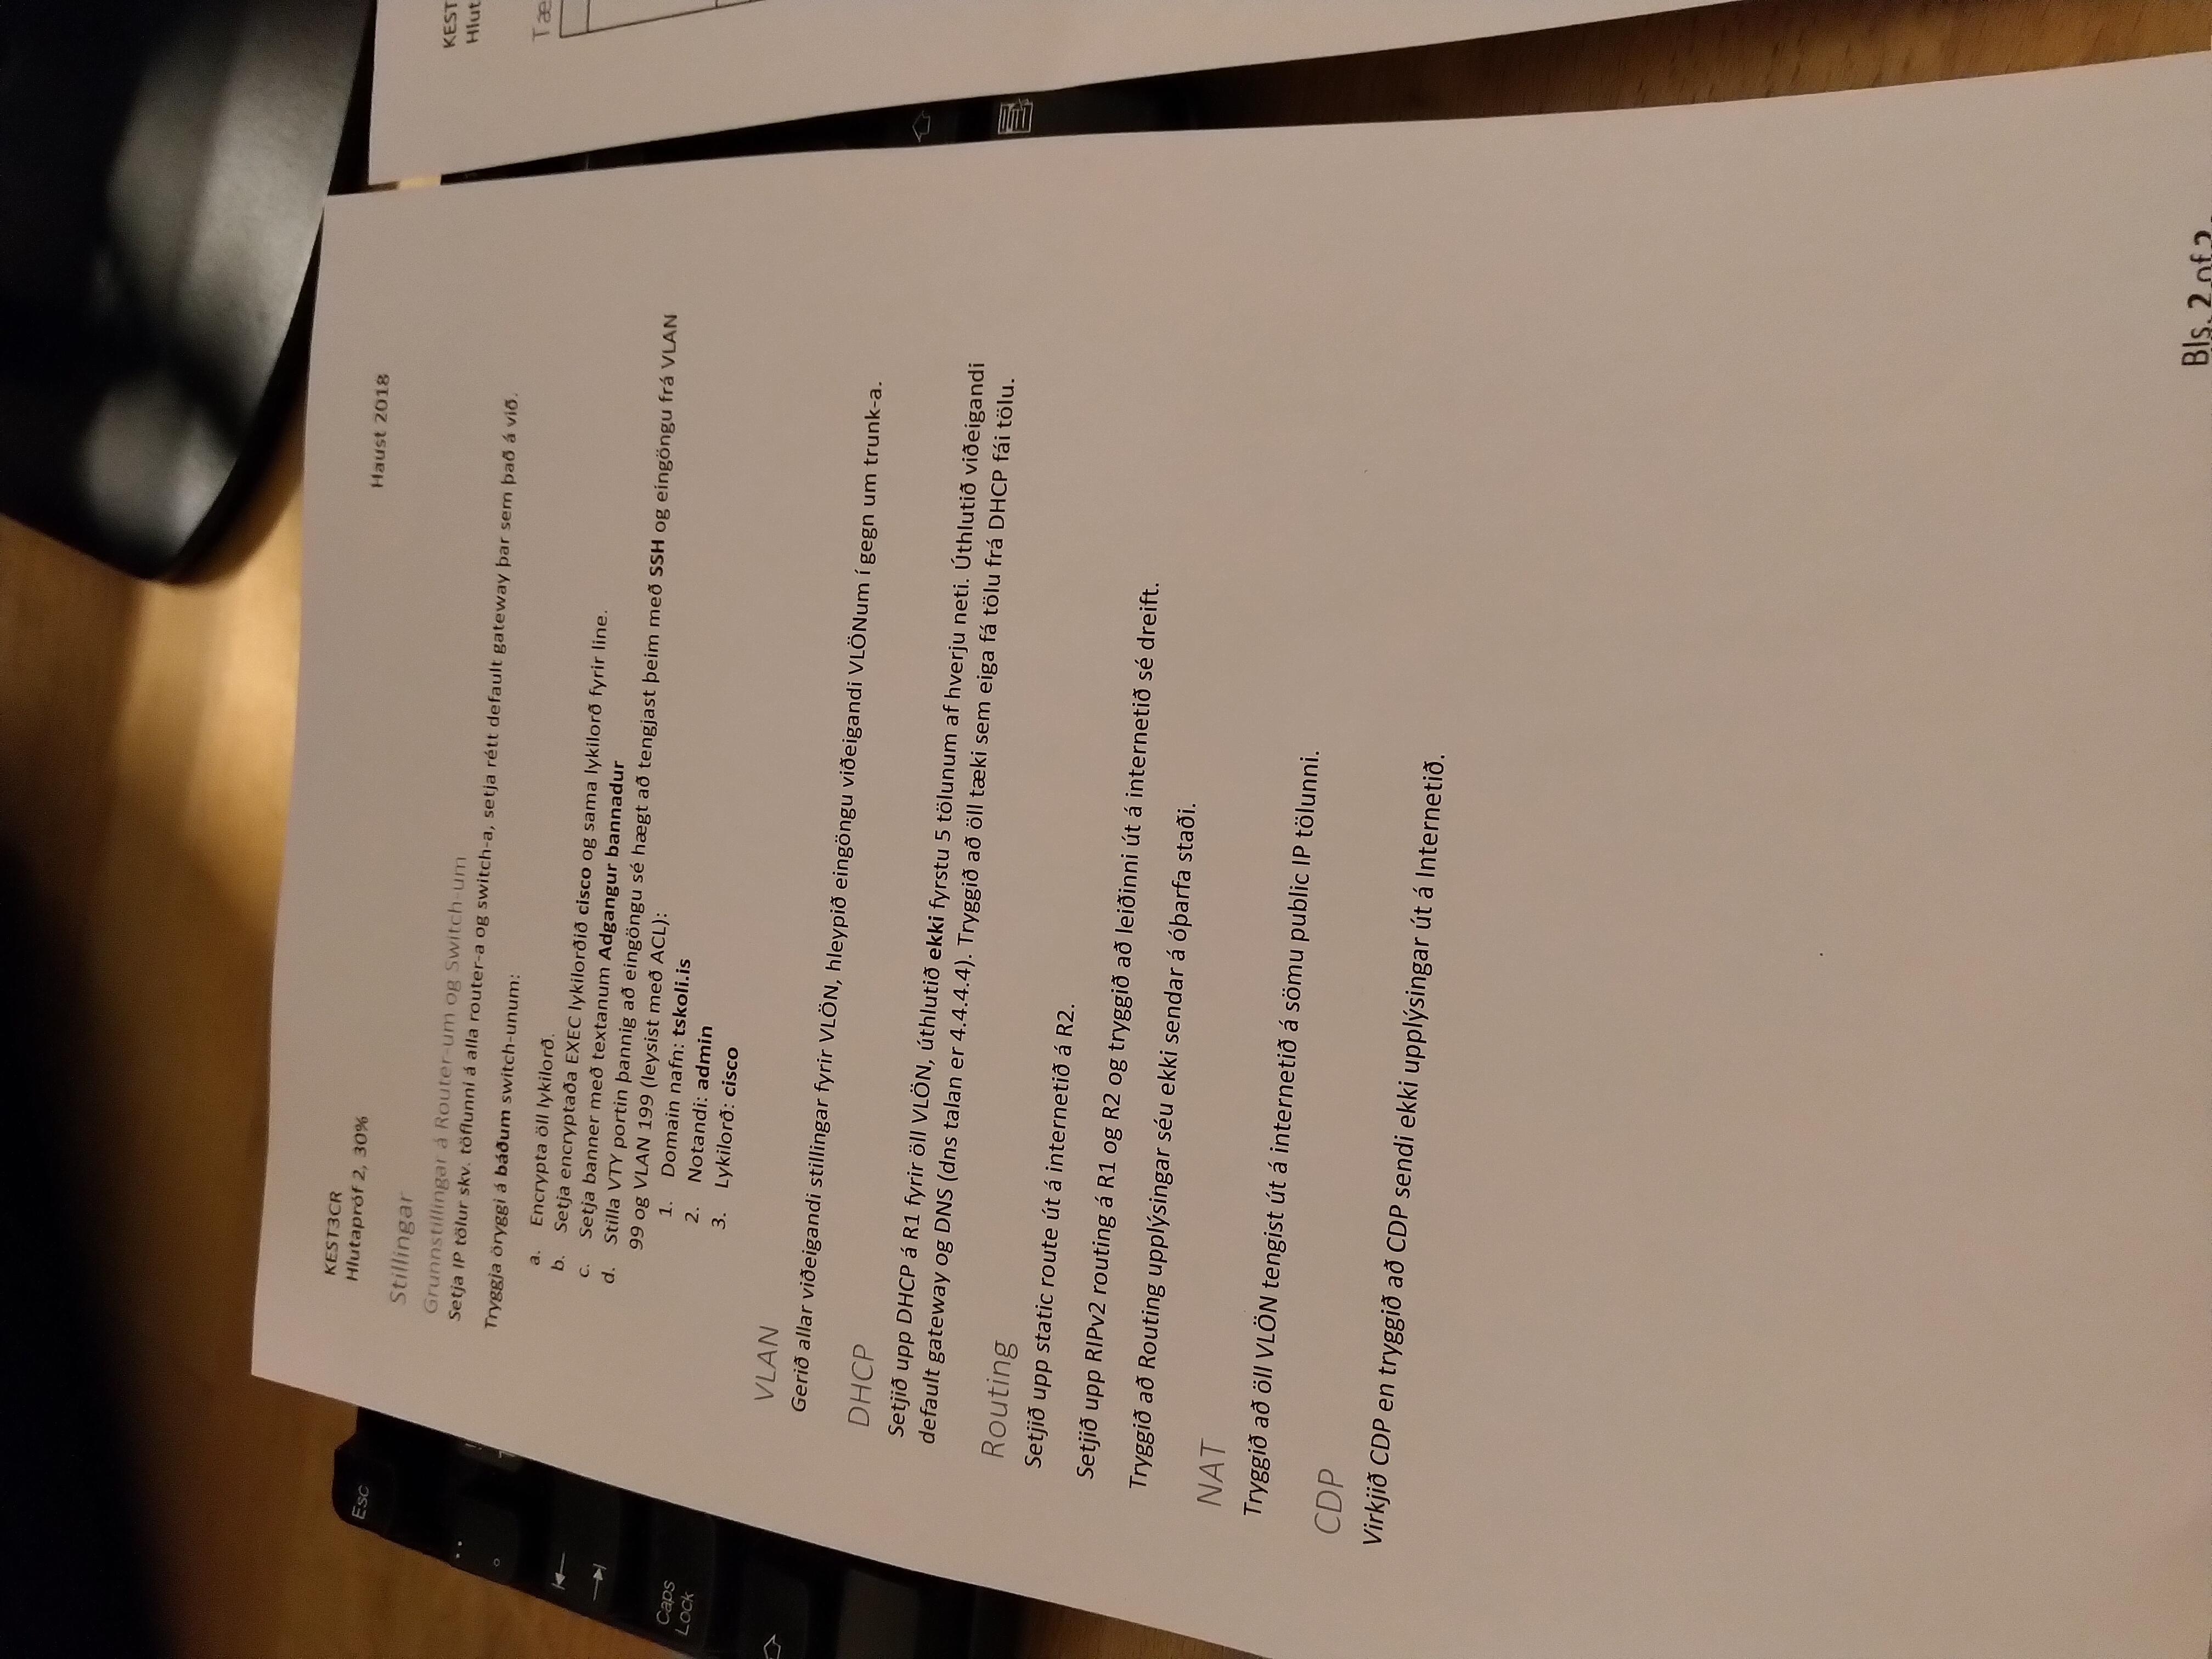 KEST3CR
Hlutapróf 2, 30%
Haust 2018
Stillingar
Grunnstillingar á Router-um og Switch-um
Setja IP tölur skv. töflunni á alla router-a og switch-a, setja rétt default gateway þar sem það á við.
Tryggja öryggi á báðum switch-unum:
a. Encrypta öll lykilorð.
b. Setja encryptaða EXEC lykilorðið cisco og sama lykilorð fyrir line.
c. Setja banner með textanum Adgangur bannadur
d. Stilla VTY portin þannig að eingöngu sé hægt að tengjast þeim með SSH og eingöngu frá VLAN
99 og VLAN 199 (leysist með ACL):
1. Domain nafn: tskoli.is
2. Notandi: admin
3. Lykilorð: cisco
VLAN
Gerið allar viðeigandi stillingar fyrir VLÖN, hleypið eingöngu viðeigandi VLÖNum í gegn um trunk-a.
DHCP
Setjið upp DHCP á R1 fyrir öll VLÖN, úthlutið ekki fyrstu 5 tölunum af hverju neti. Úthlutið viðeigandi
default gateway og DNS (dns talan er 4.4.4.4). Tryggið að öll tæki sem eiga fá tölu frá DHCP fái tölu.
Routing
Setjið upp static route út á internetið á R2.
Setjið upp RIPv2 routing á R1 og R2 og tryggið að leiðinni út á internetið sé dreift.
Tryggið að Routing upplýsingar séu ekki sendar á óþarfa staði.
NAT
Tryggið að öll VLÖN tengist út á internetið á sömu public IP tölunni.
CDP
Virkjið CDP en tryggið að CDP sendi ekki upplýsingar út á Internetið.
Bls. 2 of 2
KEST
Hlut
Tæ
Esc
Caps
Lock